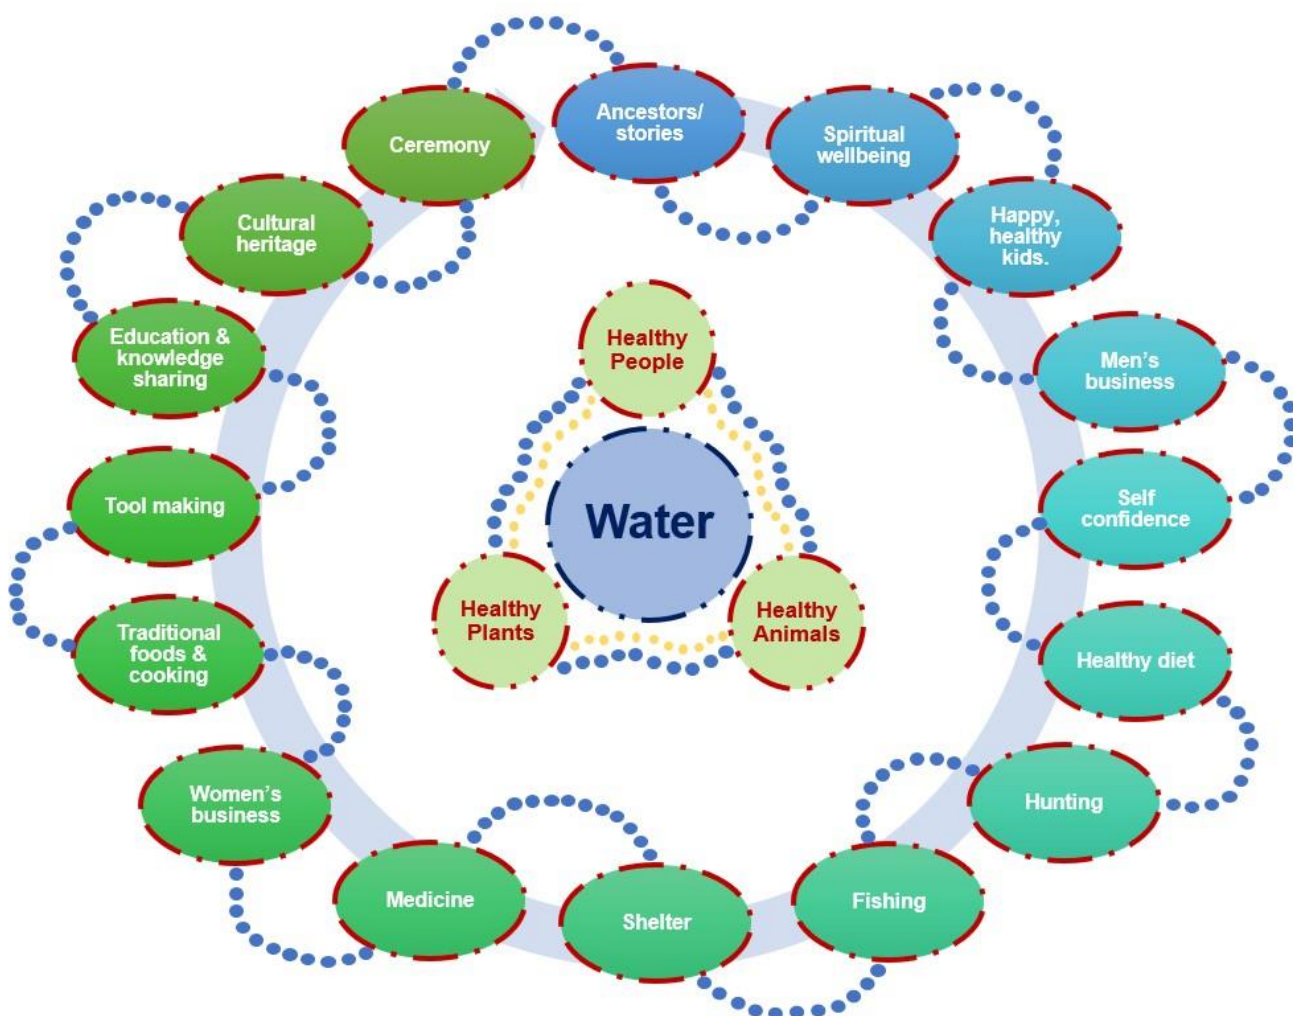 Ancestors/
stories
Spiritual
wellbeing
Happy,
healthy
kids.
Men’s
business
Self
confidence
Healthy diet
Hunting
Fishing
Shelter
Medicine
Women’s
business
Traditional
foods &
cooking
Tool making
Education &
knowledge
sharing
Cultural
heritage
Ceremony
Healthy
People
Water
Healthy
Plants
Healthy
Animals